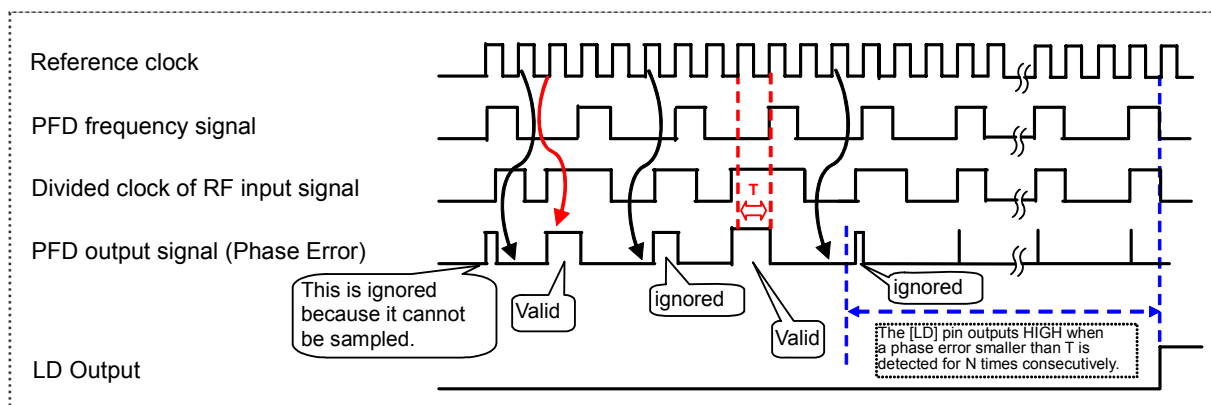 Reference clock
PFD frequency signal
Divided clock of RF input signal
T
PFD output signal (Phase Error)
This is ignored
because it cannot
be sampled.
Valid
ignored
Valid
ignored
The [LD] pin outputs HIGH when
a phase error smaller than T is
detected for N times consecutively.
LD Output